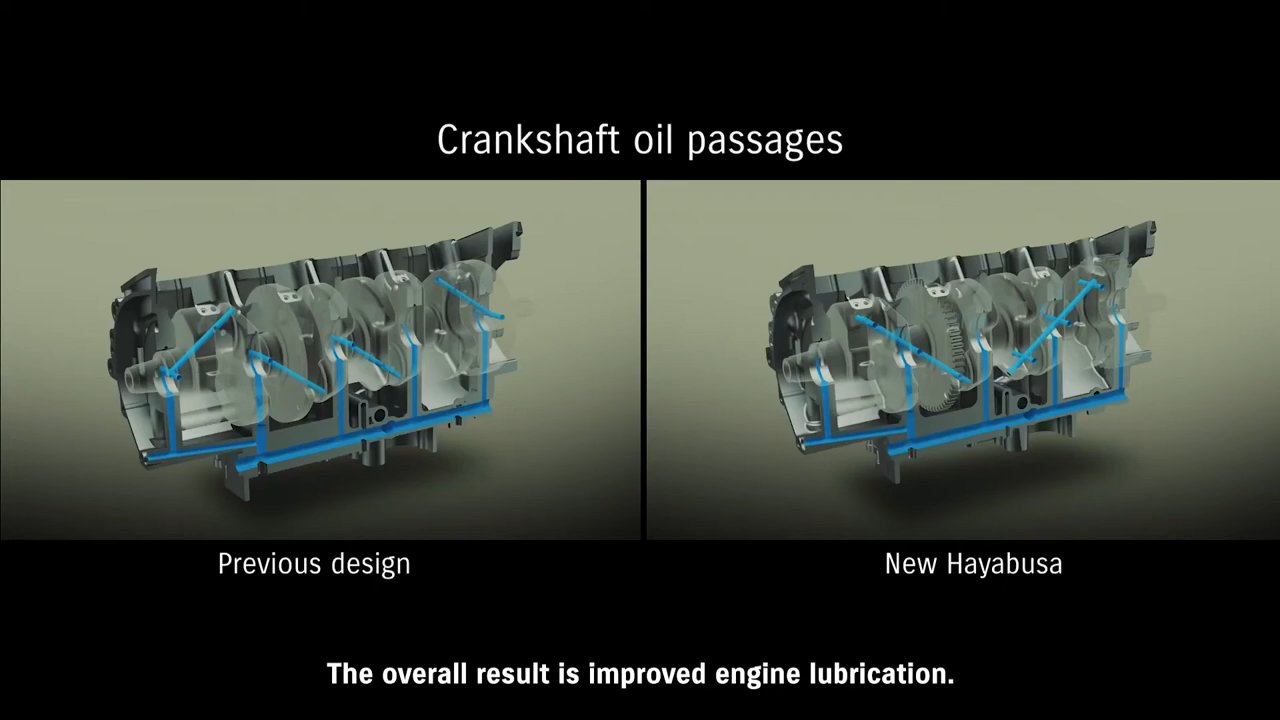 Crankshaft oil passages
Previous design
New Hayabusa
The overall result is improved engine lubrication.